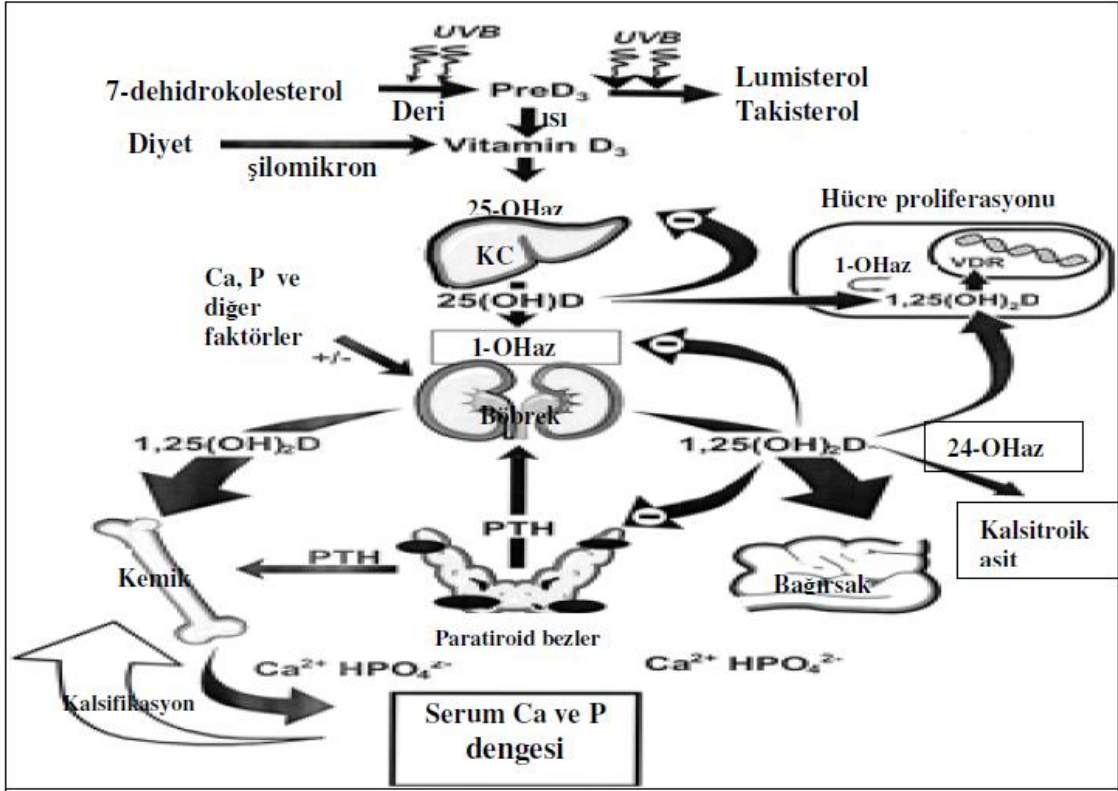 UVB
UVB
7-dehidrokolesterol
Deri
PreD₃
Lumisterol
Takisterol
ısı
Diyet
şilomikron
Vitamin D₃
25-OHaz
KC
Hücre proliferasyonu
VDR
1-OHaz
1,25(OH)₂D
25(OH)D
Ca, P ve
diğer
faktörler
+/-
1-OHaz
Böbrek
1,25(OH)₂D
1,25(OH)₂D
24-OHaz
Kalsitroik
asit
PTH
PTH
Kemik
Bağırsak
Paratiroid bezler
Ca²⁺ HPO₄²⁻
Ca²⁺ HPO₄²⁻
Kalsifikasyon
Serum Ca ve P
dengesi